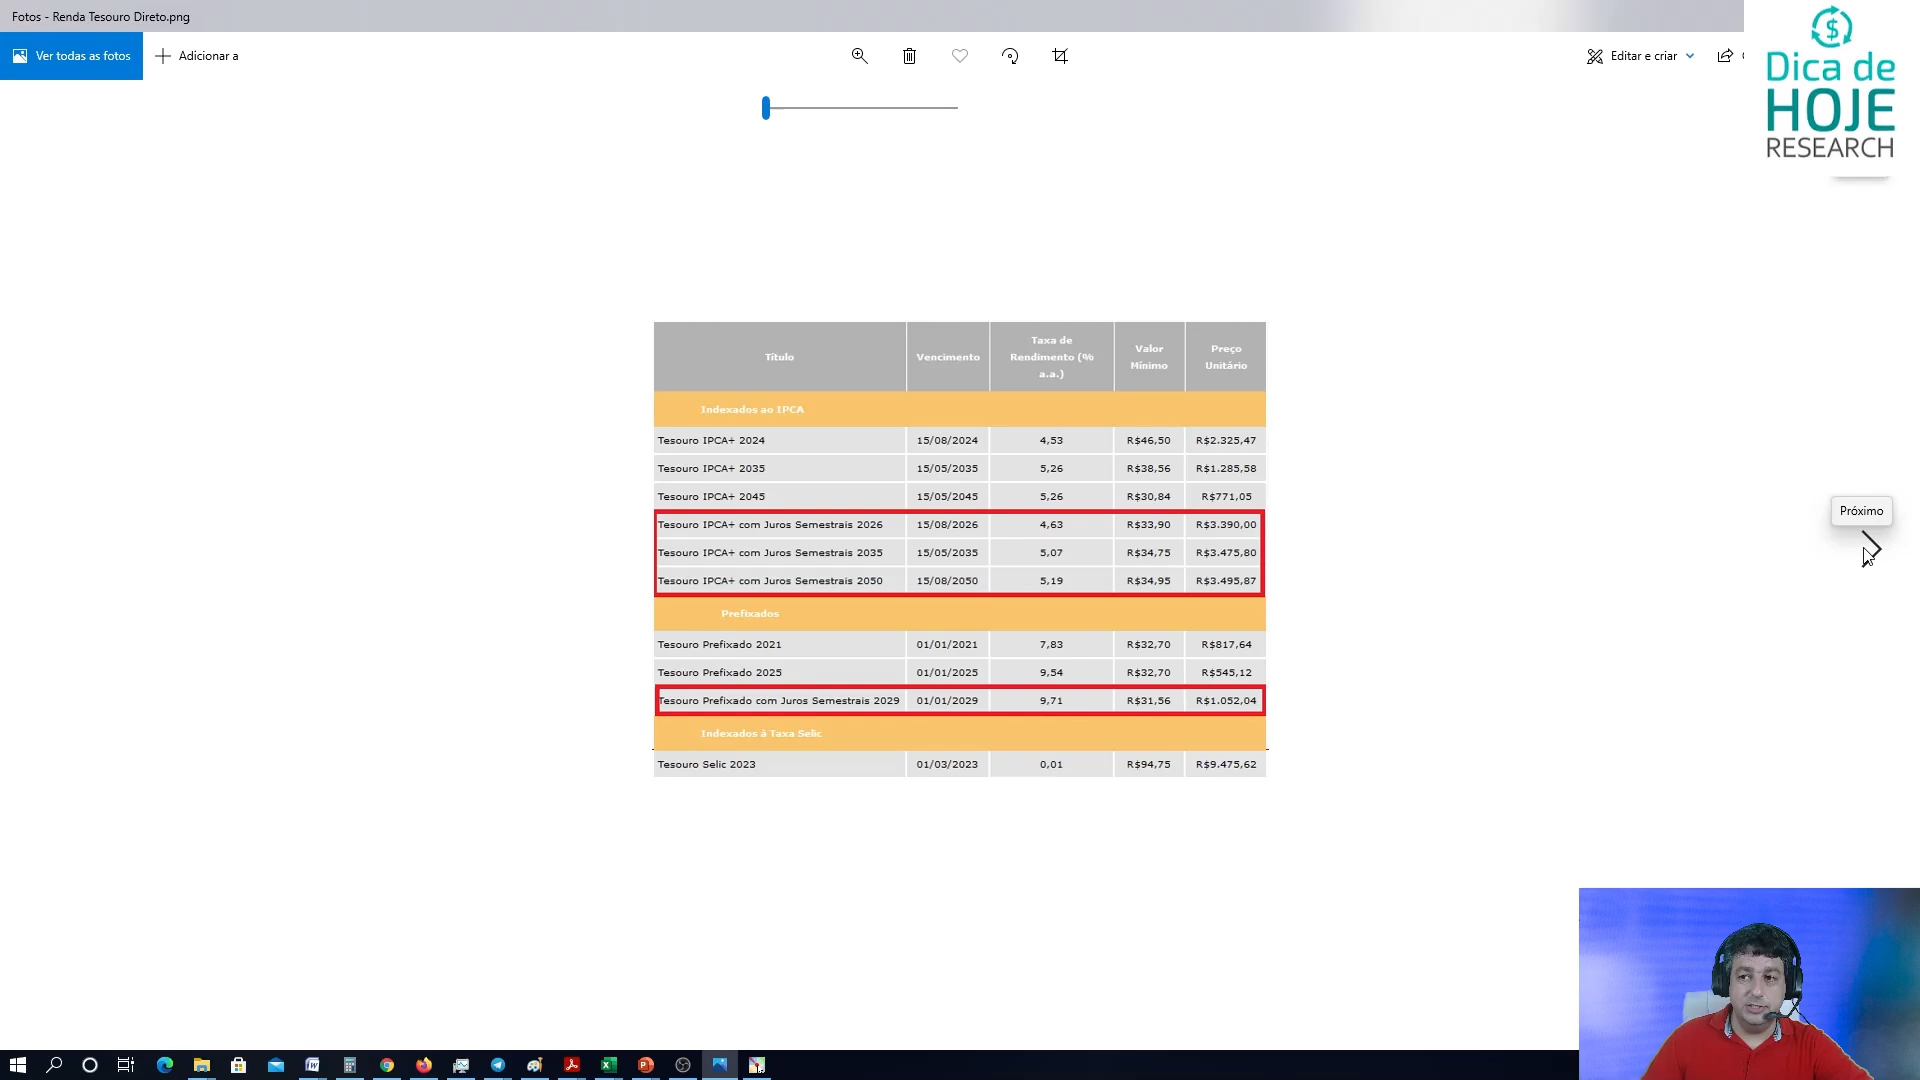 Fotos - Renda Tesouro Direto.png
Ver todas as fotos
Adicionar a
Editar e criar
Dica de
HOJE
RESEARCH
Título Vencimento Taxa de Rendimento (% a.a.) Valor Mínimo Preço Unitário
Indexados ao IPCA
Tesouro IPCA+ 2024 15/08/2024 4,53 R$46,50 R$2.325,47
Tesouro IPCA+ 2035 15/05/2035 5,26 R$38,56 R$1.285,58
Tesouro IPCA+ 2045 15/05/2045 5,26 R$30,84 R$771,05
Tesouro IPCA+ com Juros Semestrais 2026 15/08/2026 4,63 R$33,90 R$3.390,00
Tesouro IPCA+ com Juros Semestrais 2035 15/05/2035 5,07 R$34,75 R$3.475,80
Tesouro IPCA+ com Juros Semestrais 2050 15/08/2050 5,19 R$34,95 R$3.495,87
Prefixados
Tesouro Prefixado 2021 01/01/2021 7,83 R$32,70 R$817,64
Tesouro Prefixado 2025 01/01/2025 9,54 R$32,70 R$545,12
Tesouro Prefixado com Juros Semestrais 2029 01/01/2029 9,71 R$31,56 R$1.052,04
Indexados à Taxa Selic
Tesouro Selic 2023 01/03/2023 0,01 R$94,75 R$9.475,62
Próximo